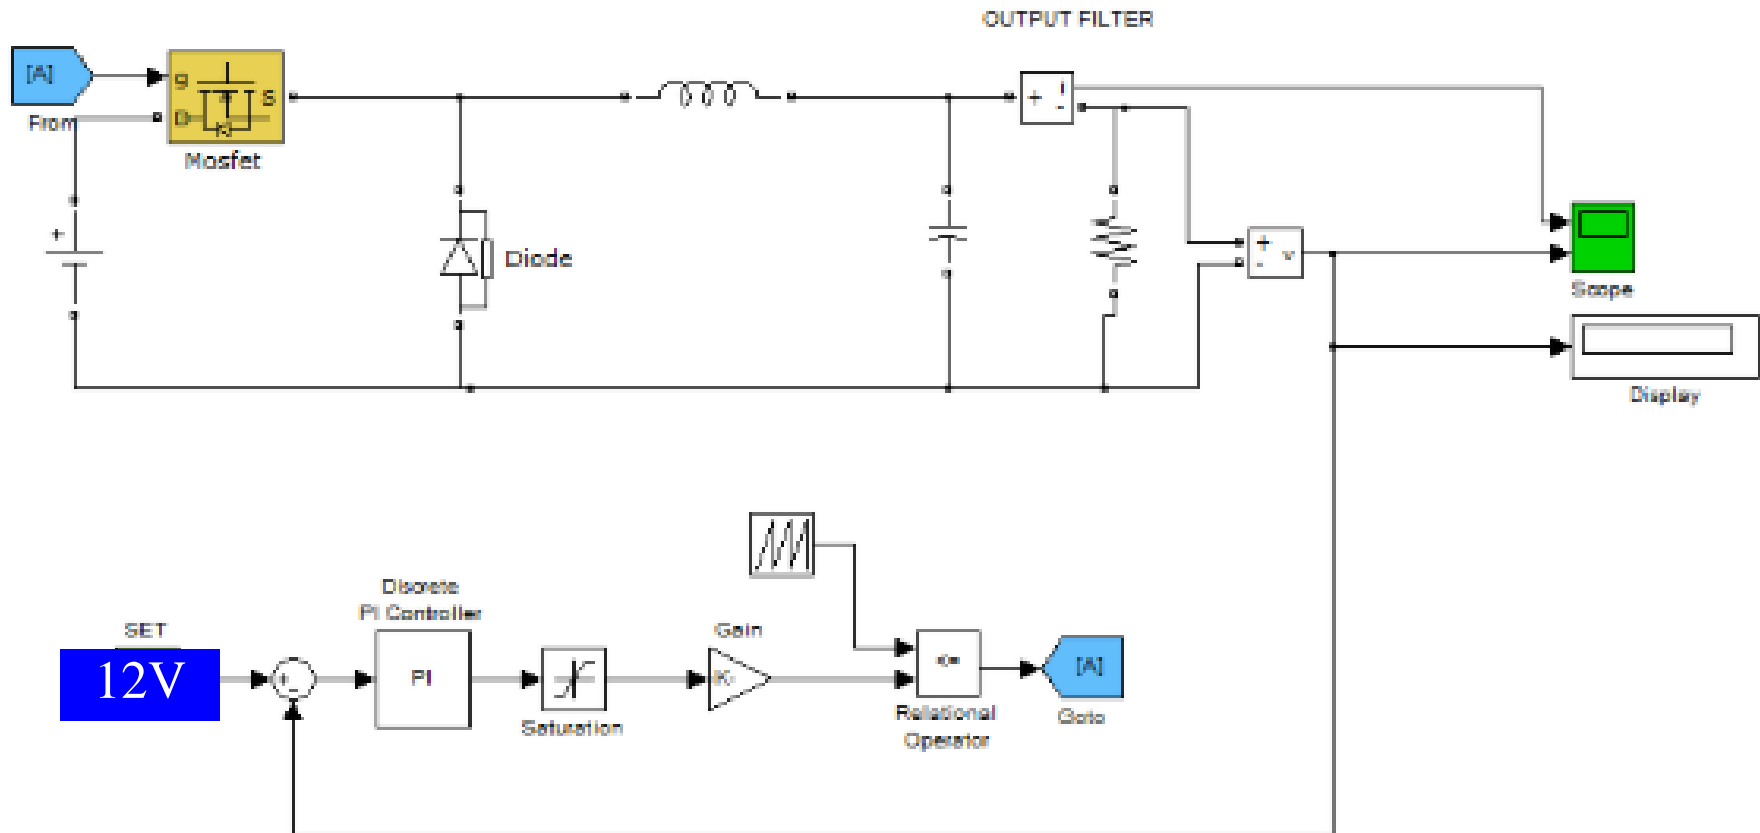 OUTPUT FILTER
[A]
From
g
D
S
Mosfet
+
Diode
+
-
i
+
-
v
Scope
Display
SET
12V
+
-
Discrete
PI Controller
PI
Saturation
Gain
K
<=
Relational
Operator
[A]
Goto